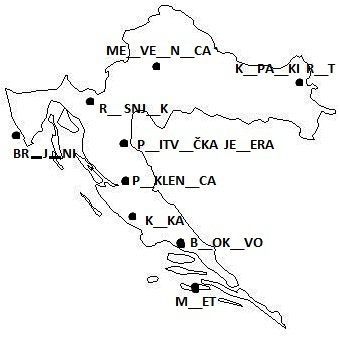 ME__VE__N__CA
K__PA__KI R__T
R__SNJ__K
P__ITV__ČKA JE__ERA
BR__J__NI
P__KLEN__CA
K__KA
B__OK__VO
M__ET